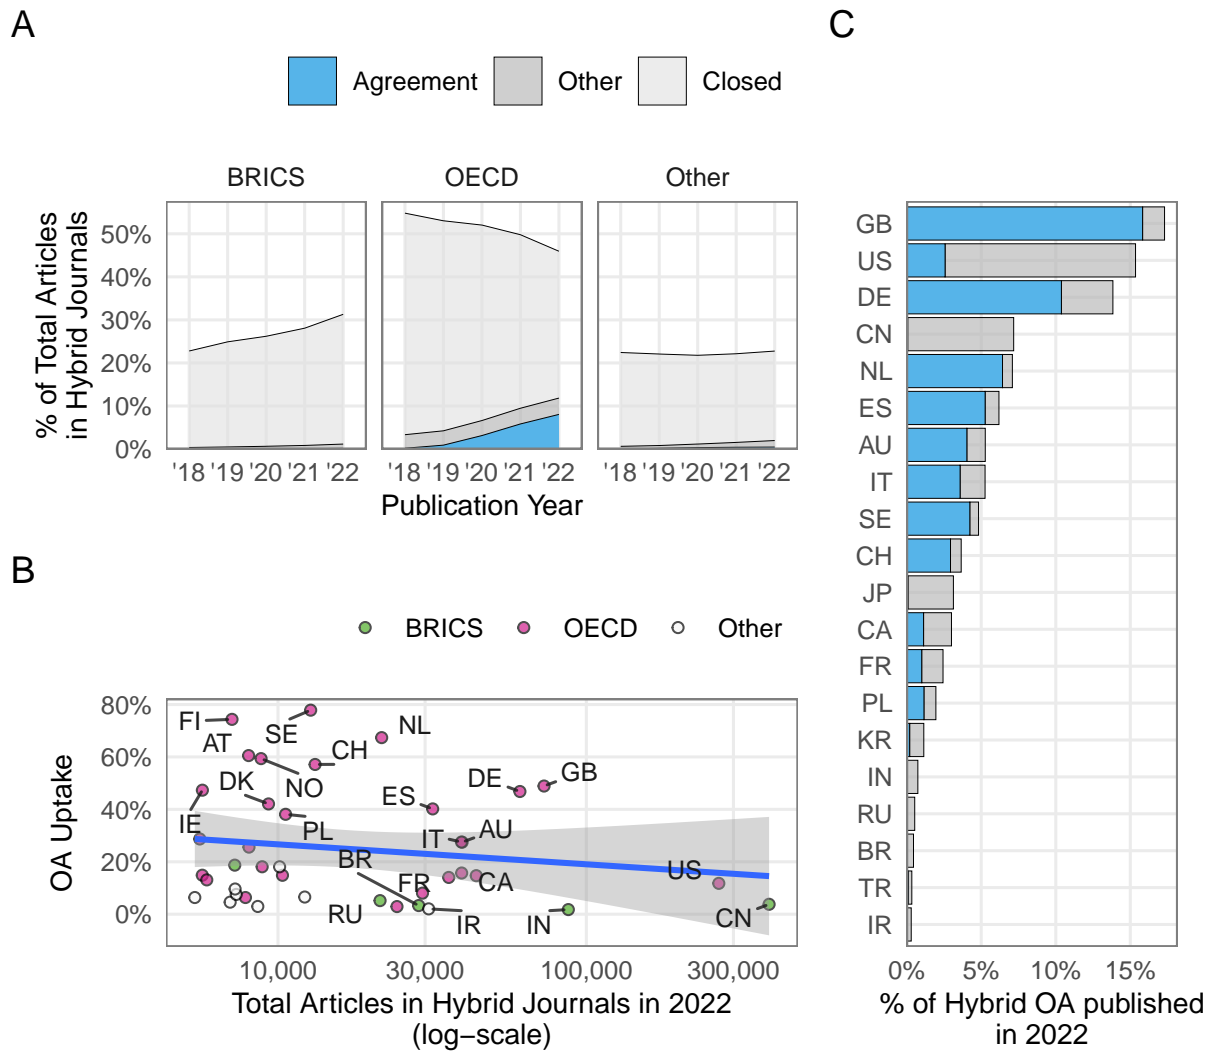 A
Agreement Other Closed
BRICS OECD Other
% of Total Articles
in Hybrid Journals
50%
40%
30%
20%
10%
0%
'18 '19 '20 '21 '22 '18 '19 '20 '21 '22 '18 '19 '20 '21 '22
Publication Year
B
BRICS OECD Other
OA Uptake
80%
60%
40%
20%
0%
FI
SE
NL
AT
CH
NO
DK
DE
GB
ES
IE
PL
IT
AU
BR
FR
CA
US
RU
IR
IN
CN
10,000 30,000 100,000 300,000
Total Articles in Hybrid Journals in 2022
(log−scale)
C
GB
US
DE
CN
NL
ES
AU
IT
SE
CH
JP
CA
FR
PL
KR
IN
RU
BR
TR
IR
0% 5% 10% 15%
% of Hybrid OA published
in 2022